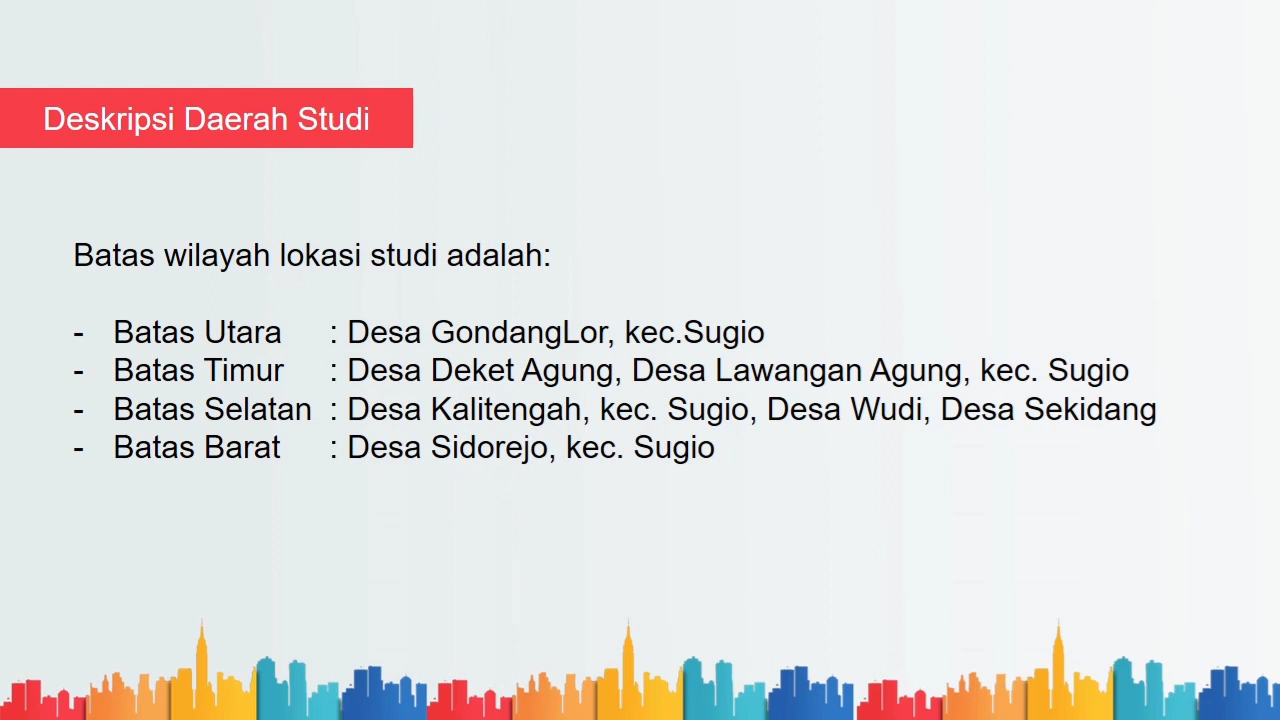 Deskripsi Daerah Studi
Batas wilayah lokasi studi adalah:
- Batas Utara : Desa GondangLor, kec.Sugio
- Batas Timur : Desa Deket Agung, Desa Lawangan Agung, kec. Sugio
- Batas Selatan : Desa Kalitengah, kec. Sugio, Desa Wudi, Desa Sekidang
- Batas Barat : Desa Sidorejo, kec. Sugio